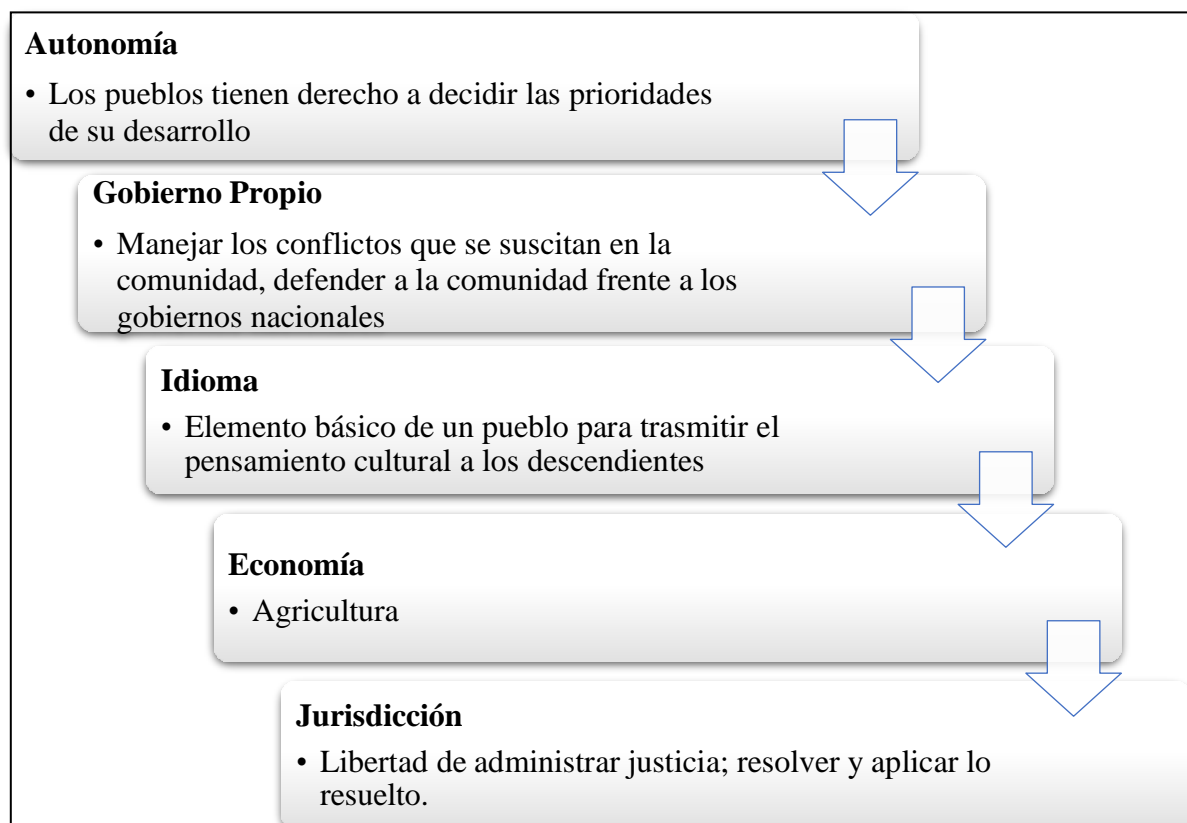 Autonomía
• Los pueblos tienen derecho a decidir las prioridades
de su desarrollo
Gobierno Propio
• Manejar los conflictos que se suscitan en la
comunidad, defender a la comunidad frente a los
gobiernos nacionales
Idioma
• Elemento básico de un pueblo para trasmitir el
pensamiento cultural a los descendientes
Economía
• Agricultura
Jurisdicción
• Libertad de administrar justicia; resolver y aplicar lo
resuelto.